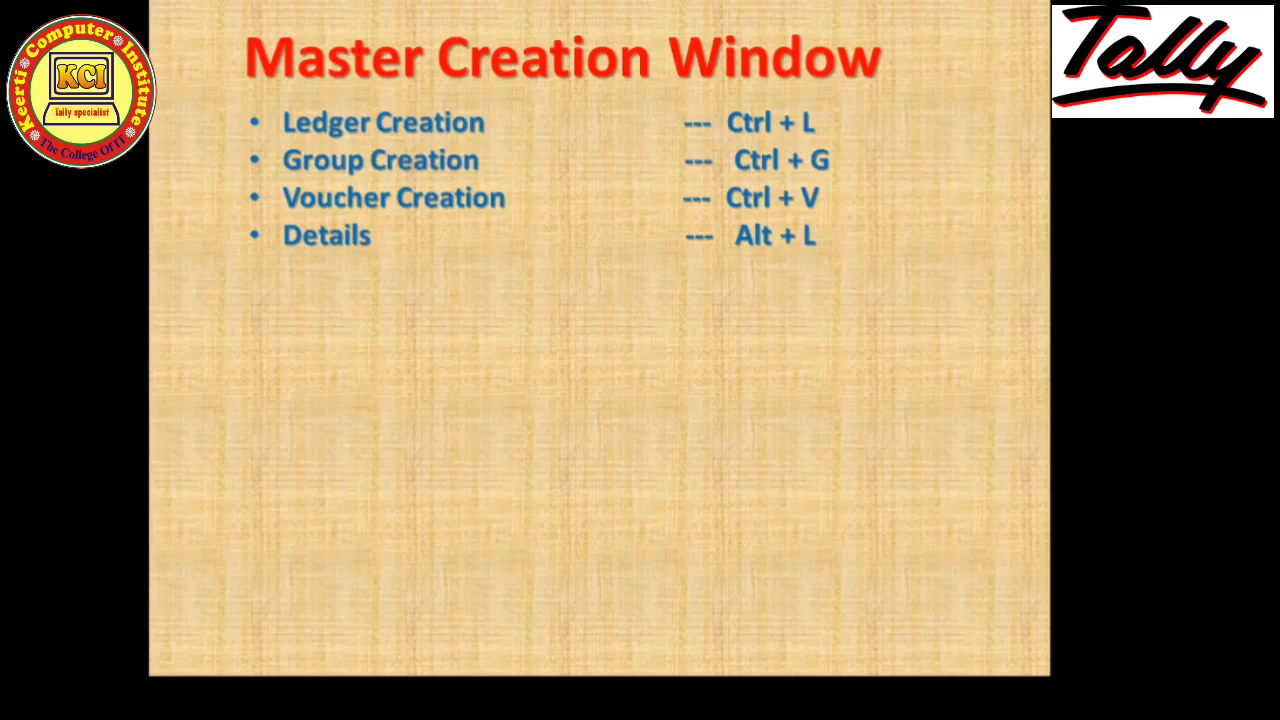 Keerti Computer Institute
KCI
Tally specialist
The College Of IT
Tally
Master Creation Window
• Ledger Creation --- Ctrl + L
• Group Creation --- Ctrl + G
• Voucher Creation --- Ctrl + V
• Details --- Alt + L